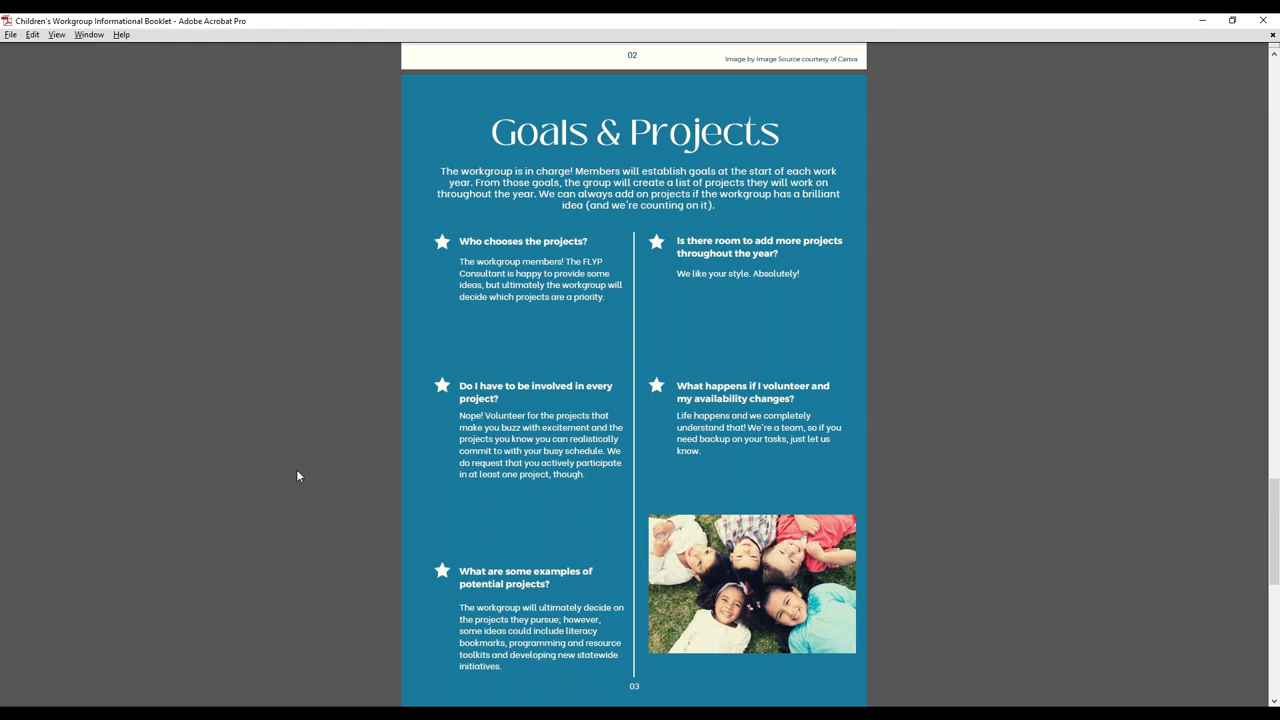 Children's Workgroup Informational Booklet - Adobe Acrobat Pro
File Edit View Window Help
02
Image by Image Source courtesy of Canva
Goals & Projects
The workgroup is in charge! Members will establish goals at the start of each work
year. From those goals, the group will create a list of projects they will work on
throughout the year. We can always add on projects if the workgroup has a brilliant
idea (and we're counting on it).
Who chooses the projects?
The workgroup members! The FLYP
Consultant is happy to provide some
ideas, but ultimately the workgroup will
decide which projects are a priority.
Do I have to be involved in every
project?
Nope! Volunteer for the projects that
make you buzz with excitement and the
projects you know you can realistically
commit to with your busy schedule. We
do request that you actively participate
in at least one project, though.
What are some examples of
potential projects?
The workgroup will ultimately decide on
the projects they pursue; however,
some ideas could include literacy
bookmarks, programming and resource
toolkits and developing new statewide
initiatives.
Is there room to add more projects
throughout the year?
We like your style. Absolutely!
What happens if I volunteer and
my availability changes?
Life happens and we completely
understand that! We're a team, so if you
need backup on your tasks, just let us
know.
03